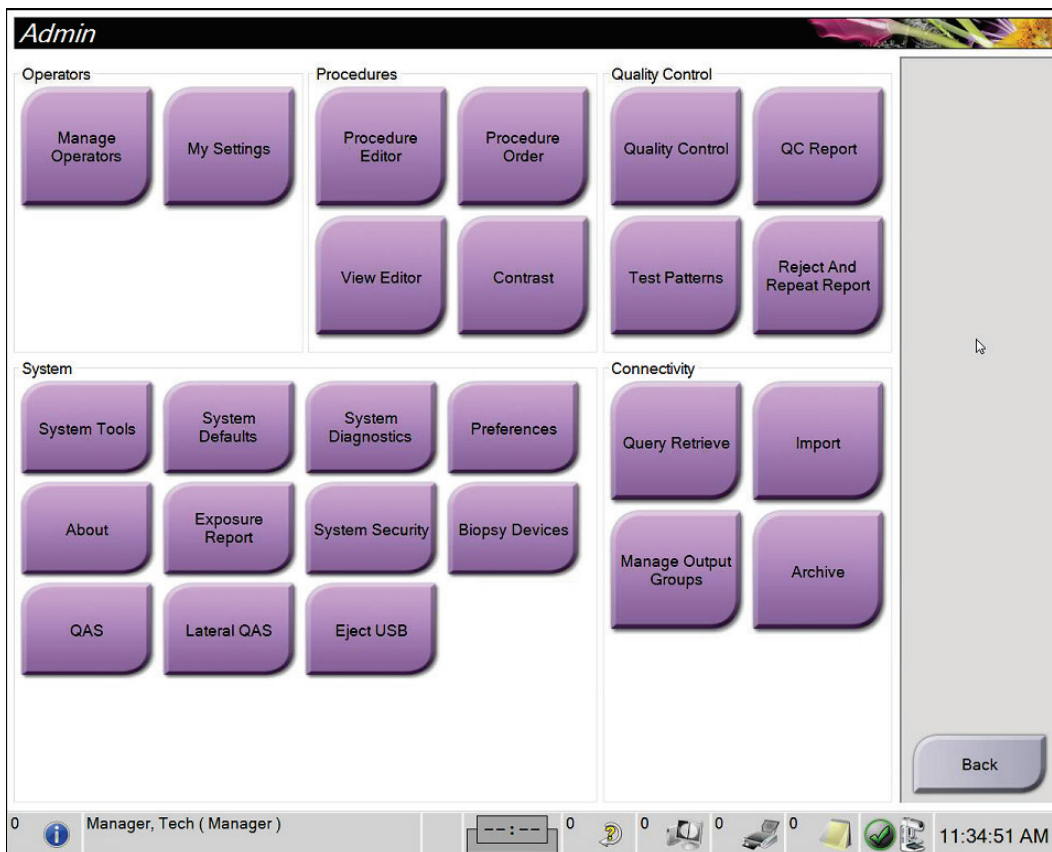 Admin
Operators
Manage
Operators
My Settings
Procedures
Procedure
Editor
Procedure
Order
View Editor
Contrast
Quality Control
Quality Control
QC Report
Test Patterns
Reject And
Repeat Report
System
System Tools
System
Defaults
System
Diagnostics
Preferences
About
Exposure
Report
System Security
Biopsy Devices
QAS
Lateral QAS
Eject USB
Connectivity
Query Retrieve
Import
Manage Output
Groups
Archive
Back
0
Manager, Tech ( Manager )
--:--
0
0
0
0
11:34:51 AM